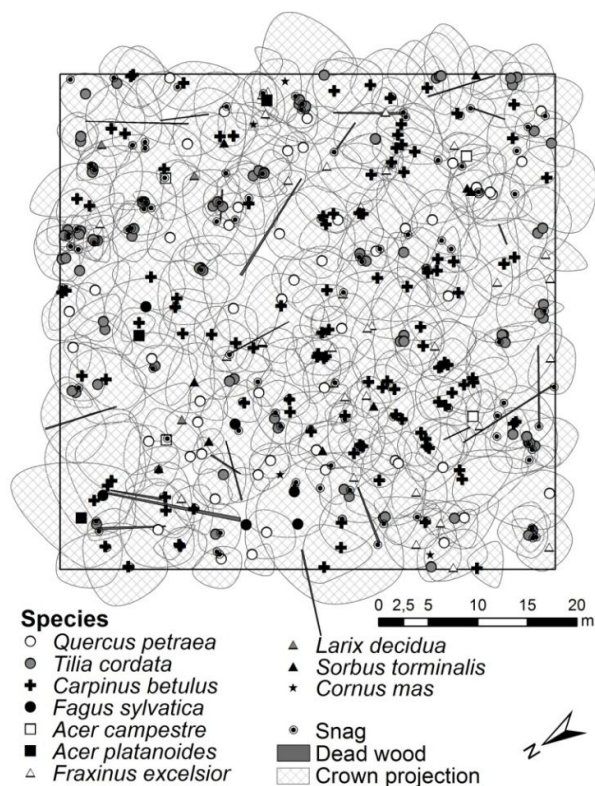 0 2,5 5 10 15 20
m
Species
Quercus petraea
Tilia cordata
Carpinus betulus
Fagus sylvatica
Acer campestre
Acer platanoides
Fraxinus excelsior
Larix decidua
Sorbus torminalis
Cornus mas
Snag
Dead wood
Crown projection
N